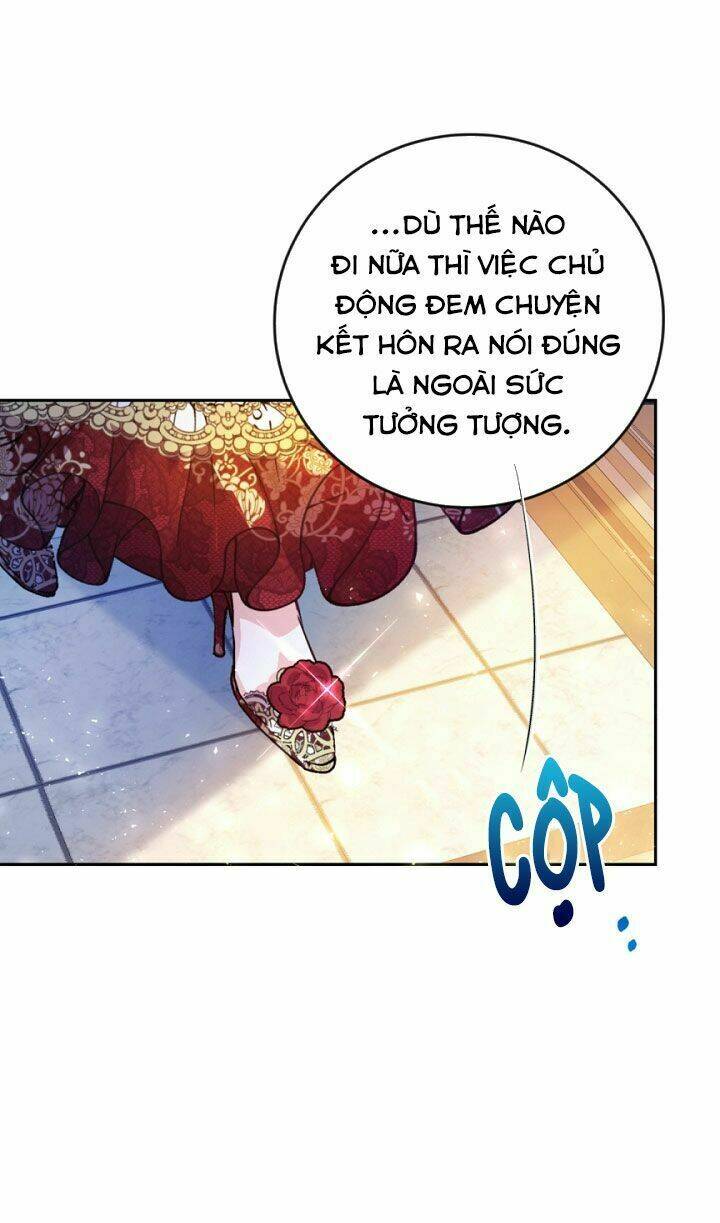 ...DÙ THẾ NÀO
ĐI NỮA THÌ VIỆC CHỦ
ĐỘNG ĐEM CHUYỆN
KẾT HÔN RA NÓI ĐÚNG
LÀ NGOÀI SỨC
TƯỞNG TƯỢNG.
CỘP